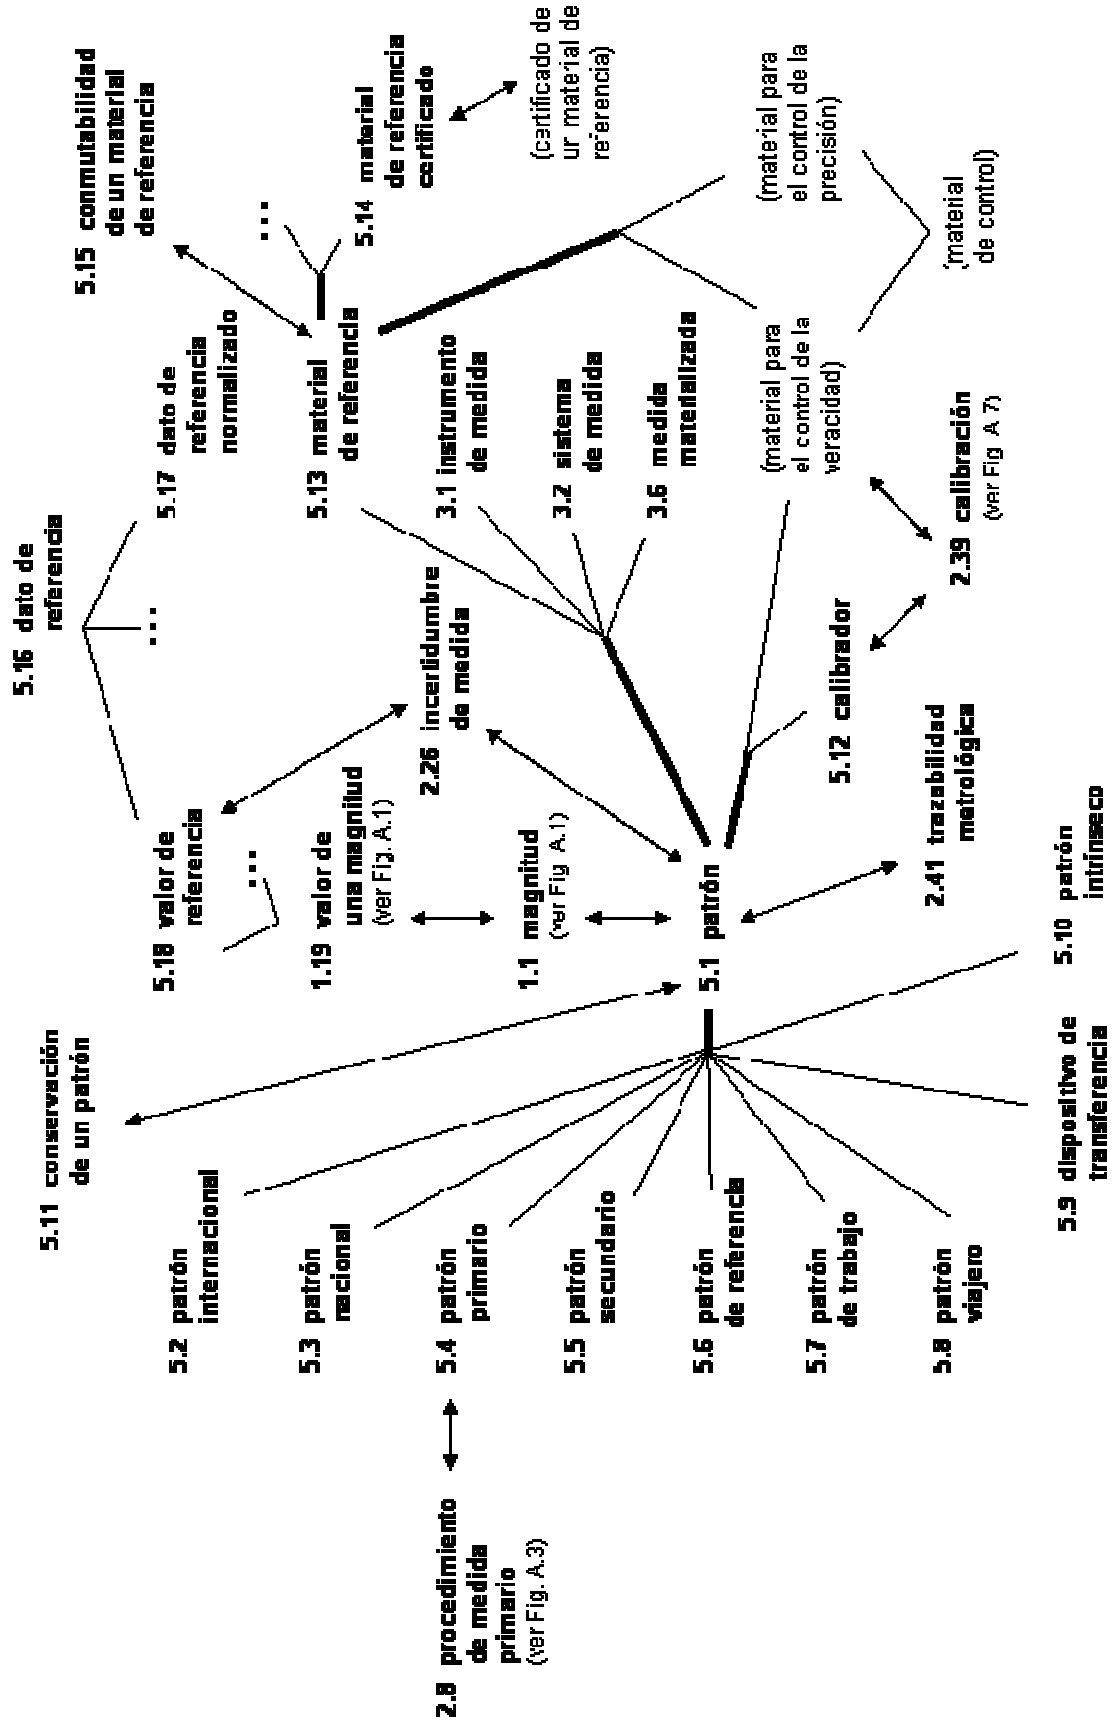 5.16 dato de
referencia
5.11 conservación
de un patrón
5.18 valor de
referencia
...
...
5.17 dato de
referencia
normalizado
5.15 conmutabilidad
de un material
de referencia
5.2 patrón
internacional
1.19 valor de
una magnitud
(ver Fig. A.1)
5.13 material
de referencia
...
5.14 material
de referencia
certificado
5.3 patrón
nacional
2.26 incertidumbre
de medida
3.1 instrumento
de medida
2.8 procedimiento
de medida
primario
(ver Fig. A.3)
5.4 patrón
primario
1.1 magnitud
(ver Fig. A.1)
3.2 sistema
de medida
(certificado de
un material de
referencia)
5.5 patrón
secundario
3.6 medida
materializada
5.6 patrón
de referencia
5.1 patrón
(material para
el control de la
veracidad)
(material para
el control de la
precisión)
5.7 patrón
de trabajo
5.12 calibrador
5.8 patrón
viajero
2.41 trazabilidad
metrológica
2.39 calibración
(ver Fig. A.7)
(material
de control)
5.9 dispositivo de
transferencia
5.10 patrón
intrínseco